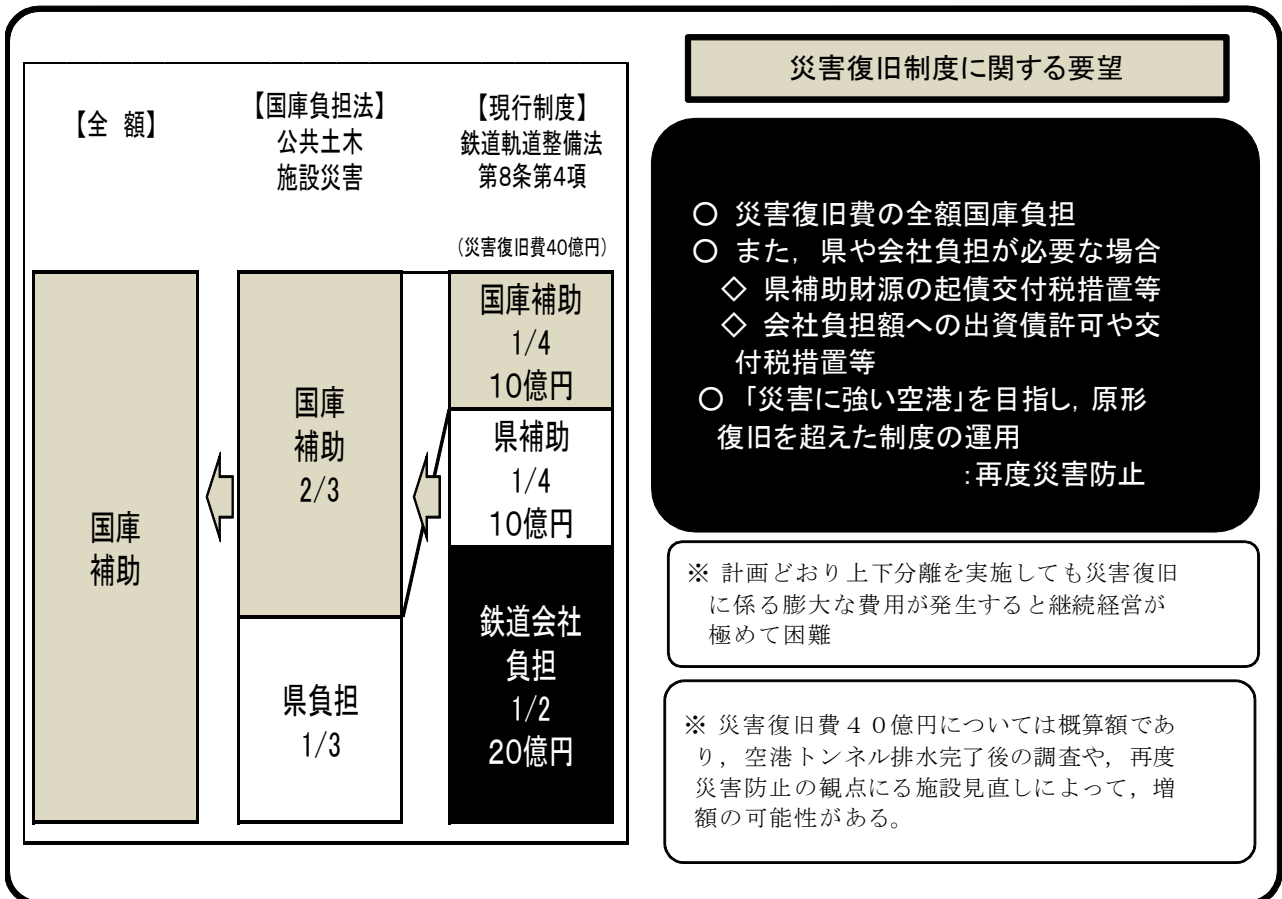 【全 額】
【国庫負担法】
公共土木
施設災害
【現行制度】
鉄道軌道整備法
第8条第4項
(災害復旧費40億円)
国庫
補助
国庫
補助
2/3
県負担
1/3
国庫補助
1/4
10億円
県補助
1/4
10億円
鉄道会社
負担
1/2
20億円
災害復旧制度に関する要望
○ 災害復旧費の全額国庫負担
○ また，県や会社負担が必要な場合
◇ 県補助財源の起債交付税措置等
◇ 会社負担額への出資債許可や交
付税措置等
○ 「災害に強い空港」を目指し，原形
復旧を超えた制度の運用
：再度災害防止
※ 計画どおり上下分離を実施しても災害復旧
に係る膨大な費用が発生すると継続経営が
極めて困難
※ 災害復旧費４０億円については概算額であ
り，空港トンネル排水完了後の調査や，再度
災害防止の観点にる施設見直しによって，増
額の可能性がある。